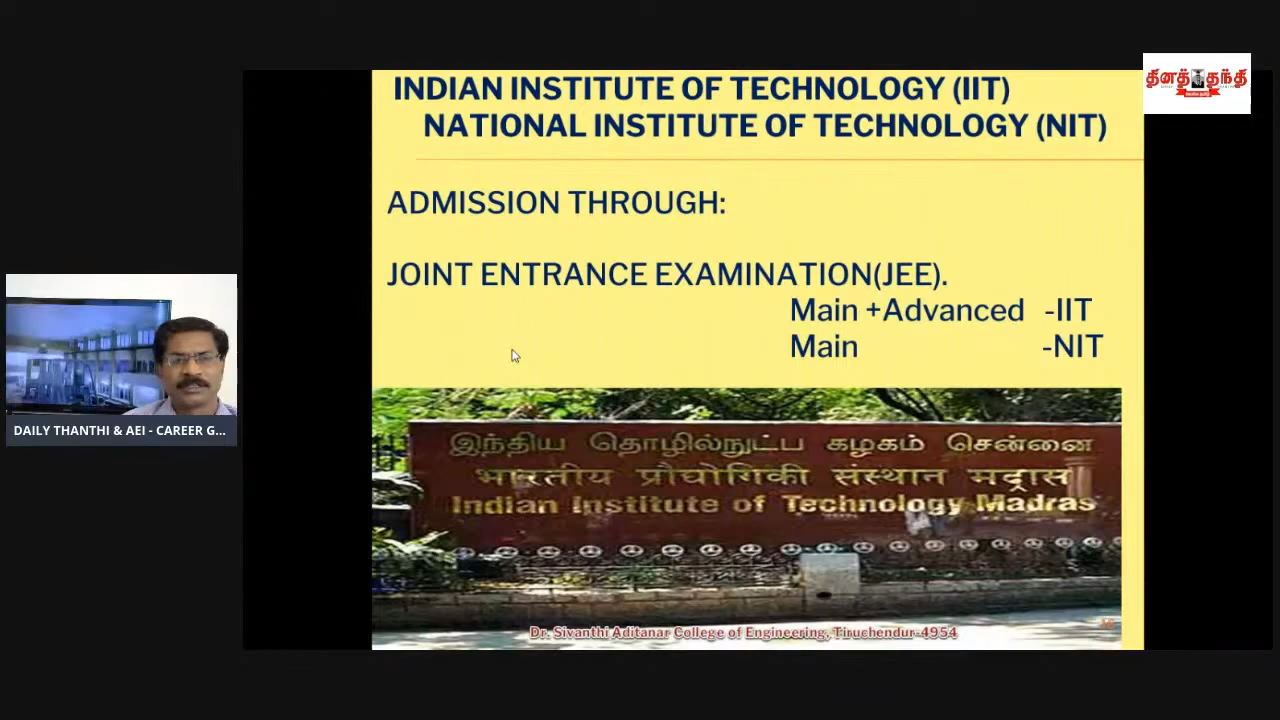 INDIAN INSTITUTE OF TECHNOLOGY (IIT)
NATIONAL INSTITUTE OF TECHNOLOGY (NIT)
தினத்தந்தி
ADMISSION THROUGH:
JOINT ENTRANCE EXAMINATION(JEE).
Main +Advanced -IIT
Main -NIT
DAILY THANTHI & AEI - CAREER G...
இந்திய தொழில்நுட்ப கழகம் சென்னை
भारतीय प्रौद्योगिकी संस्थान मद्रास
Indian Institute of Technology Madras
Dr. Sivanthi Aditanar College of Engineering, Tiruchendur-4954